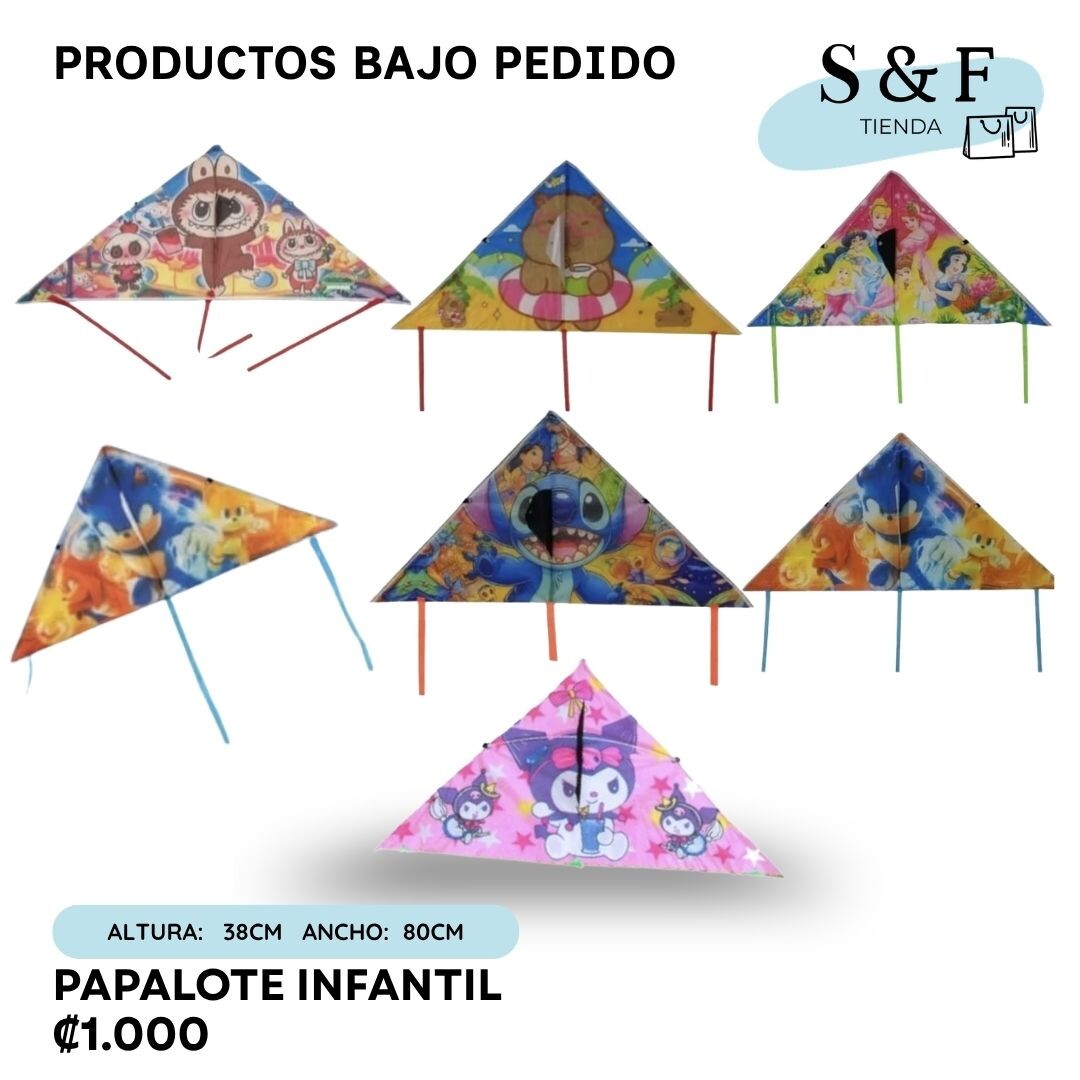 PRODUCTOS BAJO PEDIDO
S & F
TIENDA
ALTURA: 38CM ANCHO: 80CM
PAPALOTE INFANTIL
₡1.000